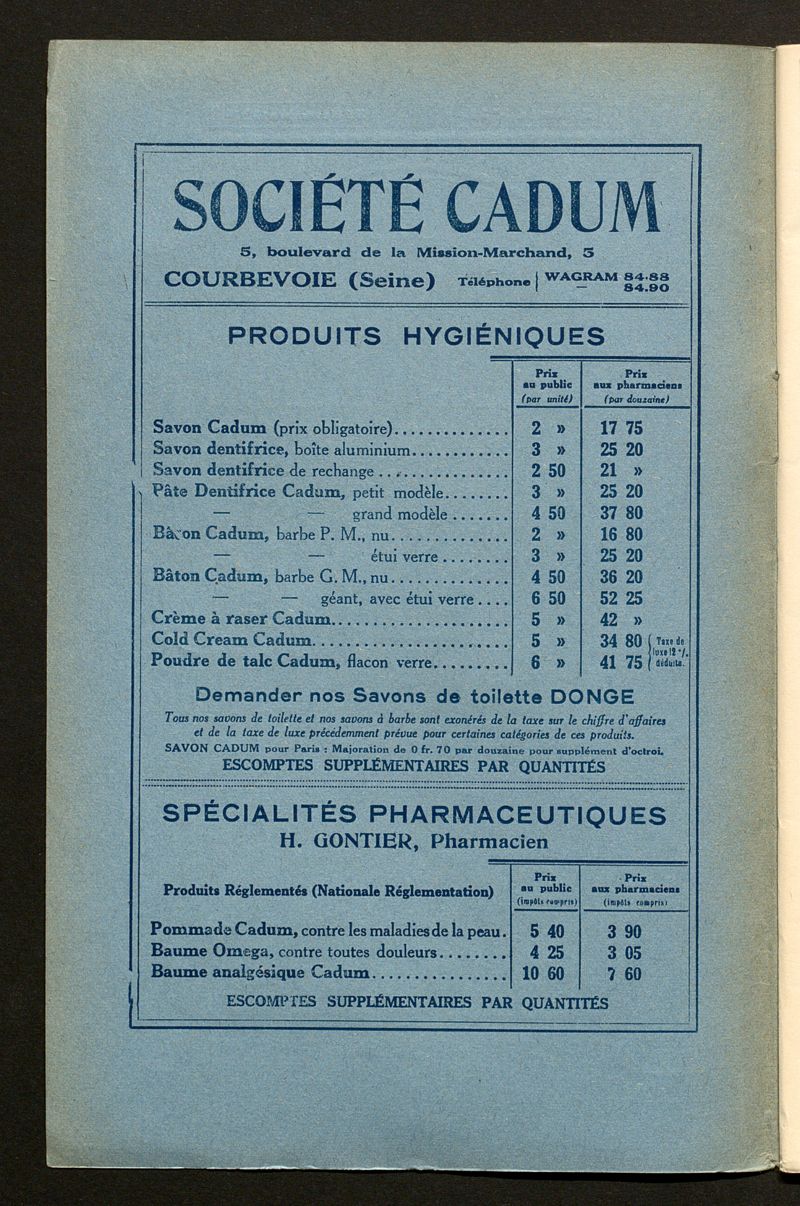 SOCIÉTÉ CADUM
5, boulevard de la Mission-Marchand, 5
COURBEVOIE (Seine) Téléphone | WAGRAM 84-88
— 84.90
PRODUITS HYGIÉNIQUES
Prix au public (par unité) Prix aux pharmaciens (par douzaine)
Savon Cadum (prix obligatoire).............. 2 » 17 75
Savon dentifrice, boîte aluminium............ 3 » 25 20
Savon dentifrice de rechange ................ 2 50 21 »
Pâte Dentifrice Cadum, petit modèle........ 3 » 25 20
— — grand modèle ....... 4 50 37 80
Bâton Cadum, barbe P. M., nu.............. 2 » 16 80
— — étui verre ........ 3 » 25 20
Bâton Cadum, barbe G. M., nu.............. 4 50 36 20
— — géant, avec étui verre .... 6 50 52 25
Crème à raser Cadum...................... 5 » 42 »
Cold Cream Cadum........................ 5 » 34 80
Poudre de talc Cadum, flacon verre......... 6 » 41 75
( Taxe de luxe 12 % déduite.
Demander nos Savons de toilette DONGE
Tous nos savons de toilette et nos savons à barbe sont exonérés de la taxe sur le chiffre d'affaires
et de la taxe de luxe précédemment prévue pour certaines catégories de ces produits.
SAVON CADUM pour Paris : Majoration de 0 fr. 70 par douzaine pour supplément d'octroi.
ESCOMPTES SUPPLÉMENTAIRES PAR QUANTITÉS
SPÉCIALITÉS PHARMACEUTIQUES
H. GONTIER, Pharmacien
Produits Réglementés (Nationale Réglementation) Prix au public (impôts compris) Prix aux pharmaciens (impôts compris)
Pommade Cadum, contre les maladies de la peau. 5 40 3 90
Baume Omega, contre toutes douleurs........ 4 25 3 05
Baume analgésique Cadum................ 10 60 7 60
ESCOMPTES SUPPLÉMENTAIRES PAR QUANTITÉS